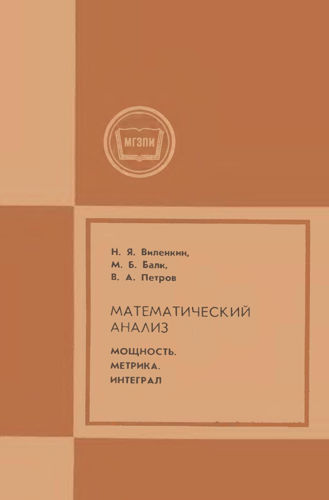 МГЗПИ
Н. Я. Виленкин,
М. Б. Балк,
В. А. Петров
МАТЕМАТИЧЕСКИЙ
АНАЛИЗ
МОЩНОСТЬ.
МЕТРИКА.
ИНТЕГРАЛ